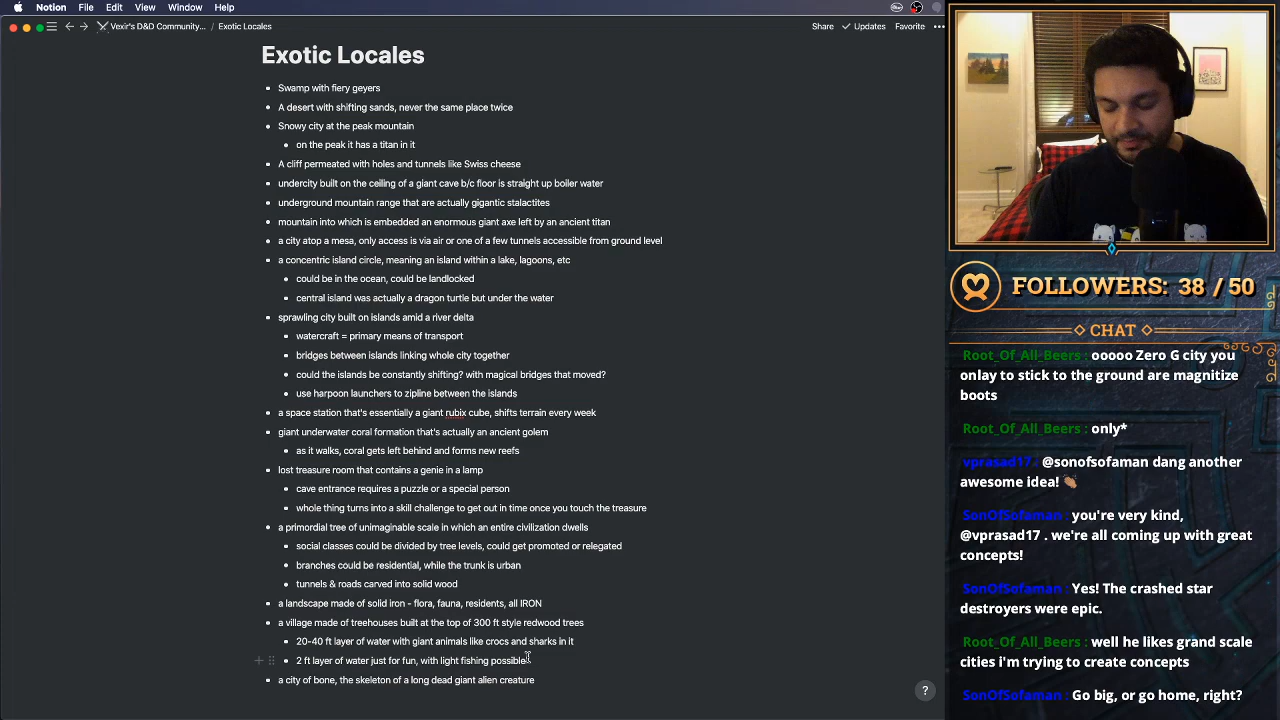 Notion File Edit View Window Help
Vexir's D&D Community... / Exotic Locales
Share Updates Favorite
Exotic Locales
Swamp with fiery geyers
A desert with shifting sands, never the same place twice
Snowy city at the peak mountain
on the peak it has a titan in it
A cliff permeated with holes and tunnels like Swiss cheese
undercity built on the ceiling of a giant cave b/c floor is straight up boiler water
underground mountain range that are actually gigantic stalactites
mountain into which is embedded an enormous giant axe left by an ancient titan
a city atop a mesa, only access is via air or one of a few tunnels accessible from ground level
a concentric island circle, meaning an island within a lake, lagoons, etc
could be in the ocean, could be landlocked
central island was actually a dragon turtle but under the water
sprawling city built on islands amid a river delta
watercraft = primary means of transport
bridges between islands linking whole city together
could the islands be constantly shifting? with magical bridges that moved?
use harpoon launchers to zipline between the islands
a space station that's essentially a giant rubix cube, shifts terrain every week
giant underwater coral formation that's actually an ancient golem
as it walks, coral gets left behind and forms new reefs
lost treasure room that contains a genie in a lamp
cave entrance requires a puzzle or a special person
whole thing turns into a skill challenge to get out in time once you touch the treasure
a primordial tree of unimaginable scale in which an entire civilization dwells
social classes could be divided by tree levels, could get promoted or relegated
branches could be residential, while the trunk is urban
tunnels & roads carved into solid wood
a landscape made of solid iron - flora, fauna, residents, all IRON
a village made of treehouses built at the top of 300 ft style redwood trees
20-40 ft layer of water with giant animals like crocs and sharks in it
2 ft layer of water just for fun, with light fishing possible
a city of bone, the skeleton of a long dead giant alien creature
?
FOLLOWERS: 38 / 50
CHAT
Root_Of_All_Beers : ooooo Zero G city you
onlay to stick to the ground are magnitize
boots
Root_Of_All_Beers : only*
vprasad17 : @sonofsofaman dang another
awesome idea! 👏🏽
SonOfSofaman : you're very kind,
@vprasad17 . we're all coming up with great
concepts!
SonOfSofaman : Yes! The crashed star
destroyers were epic.
Root_Of_All_Beers : well he likes grand scale
cities i'm trying to create concepts
SonOfSofaman : Go big, or go home, right?